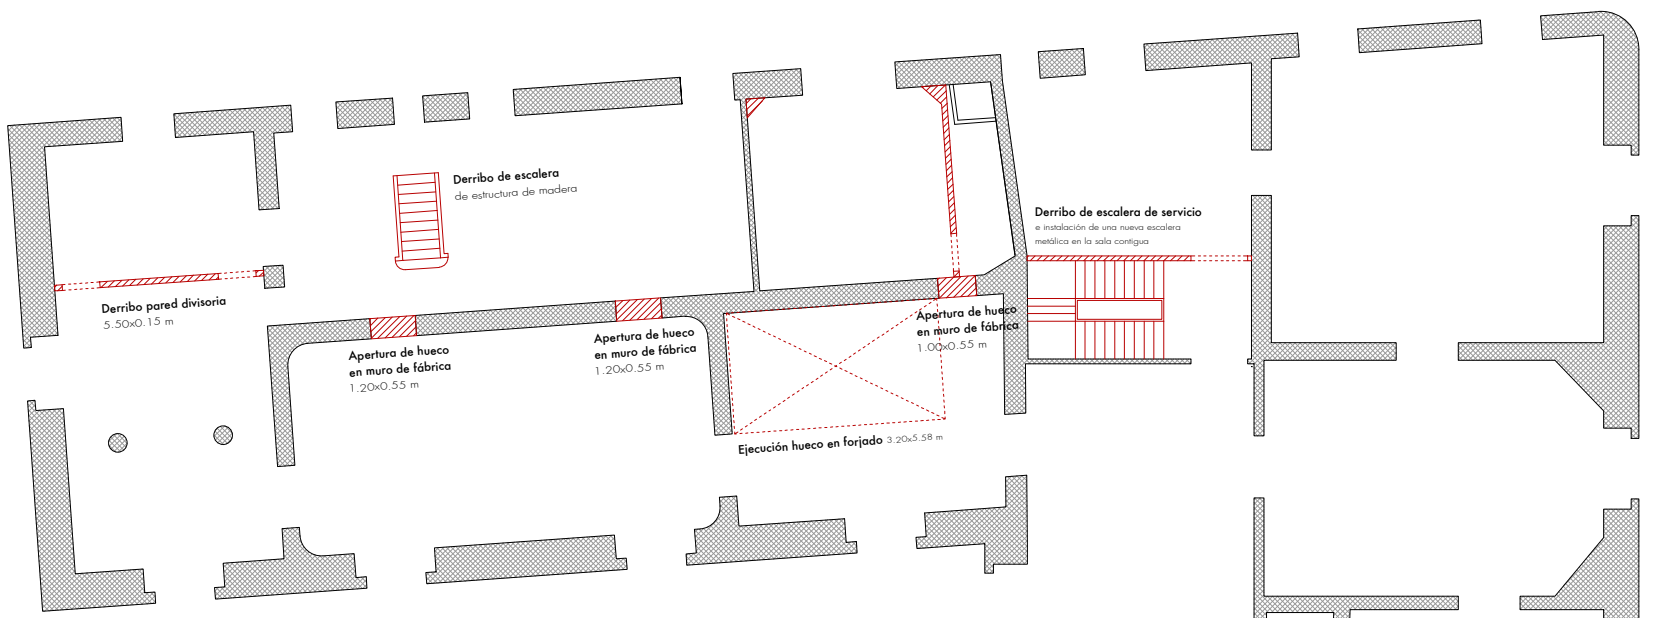 Derribo de escalera
de estructura de madera
Derribo de escalera de servicio
e instalación de una nueva escalera
metálica en la sala contigua
Derribo pared divisoria
5.50x0.15 m
Apertura de hueco
en muro de fábrica
1.20x0.55 m
Apertura de hueco
en muro de fábrica
1.20x0.55 m
Apertura de hueco
en muro de fábrica
1.00x0.55 m
Ejecución hueco en forjado 3.20x5.58 m